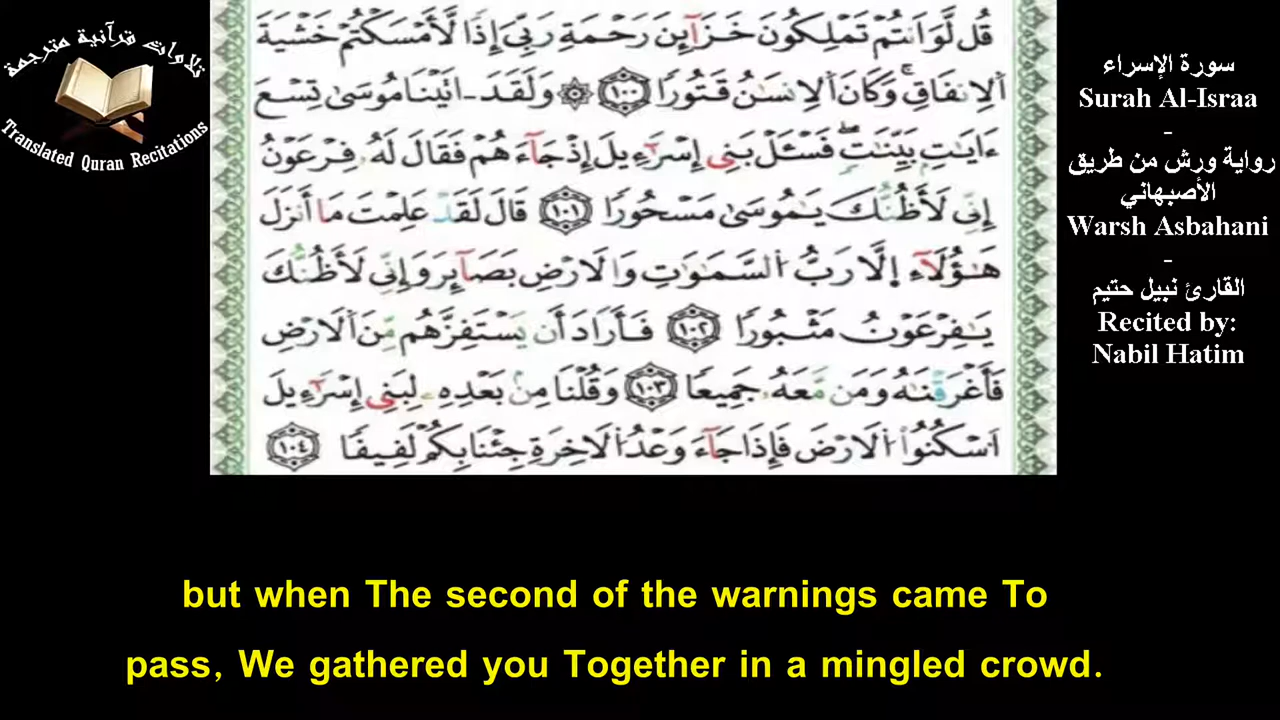 تلاوات قرآنية مترجمة
Translated Quran Recitations
قُل لَّوَ اَنتُمْ تَمْلِكُونَ خَزَآئِنَ رَحْمَةِ رَبِّيَ إِذًا لَّأَمْسَكْتُمْ خَشْيَةَ
اَلِانفَاقِۖ وَكَانَ اَلِانسَٰنُ قَتُورًا ١٠٠ ۞ وَلَقَدَ اتَيْنَا مُوسَىٰ تِسْعَ
ءَايَٰتِۢ بَيِّنَٰتٖۖ فَسْـَٔلْ بَنِي إِسْرَآءِيلَ إِذْ جَآءَهُمْ فَقَالَ لَهُۥ فِرْعَوْنُ
إِنِّي لَأَظُنُّكَ يَٰمُوسَىٰ مَسْحُورًا ١٠١ قَالَ لَقَدْ عَلِمْتَ مَا أَنزَلَ
هَٰٓؤُلَآءِ إِلَّا رَبُّ اُ۬لسَّمَٰوَٰتِ وَالَارْضِ بَصَآئِرَ وَإِنِّي لَأَظُنُّكَ
يَٰفِرْعَوْنُ مَثْبُورًا ١٠٢ فَأَرَادَ أَن يَسْتَفِزَّهُم مِّنَ اَلَارْضِ
فَأَغْرَقْنَٰهُ وَمَن مَّعَهُۥ جَمِيعًا ١٠٣ وَقُلْنَا مِنۢ بَعْدِهِۦ لِبَنِي إِسْرَآءِيلَ
اَسْكُنُواْ اُ۬لَارْضَ فَإِذَا جَآءَ وَعْدُ اُ۬لَاخِرَةِ جِئْنَا بِكُمْ لَفِيفًا ١٠٤
سورة الإسراء
Surah Al-Israa
-
رواية ورش من طريق
الأصبهاني
Warsh Asbahani
-
القارئ نبيل حتيم
Recited by:
Nabil Hatim
but when The second of the warnings came To
pass, We gathered you Together in a mingled crowd.